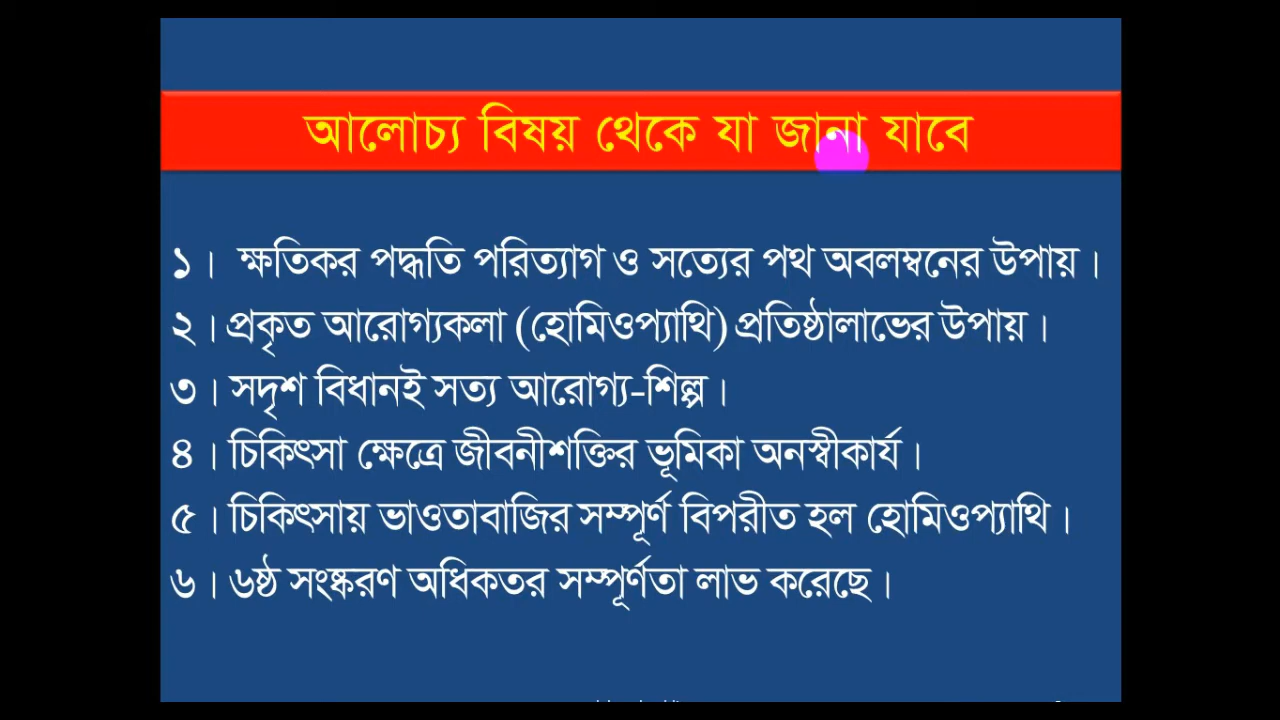 আলোচ্য বিষয় থেকে যা জানা যাবে
১। ক্ষতিকর পদ্ধতি পরিত্যাগ ও সত্যের পথ অবলম্বনের উপায়।
২। প্রকৃত আরোগ্যকলা (হোমিওপ্যাথি) প্রতিষ্ঠালাভের উপায়।
৩। সদৃশ বিধানই সত্য আরোগ্য-শিল্প।
৪। চিকিৎসা ক্ষেত্রে জীবনীশক্তির ভূমিকা অনস্বীকার্য।
৫। চিকিৎসায় ভাওতাবাজির সম্পূর্ণ বিপরীত হল হোমিওপ্যাথি।
৬। ৬ষ্ঠ সংষ্করণ অধিকতর সম্পূর্ণতা লাভ করেছে।